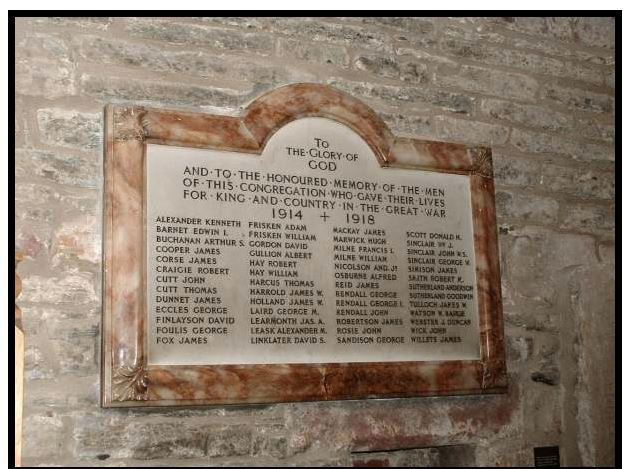 To
THE GLORY OF
GOD
AND TO THE HONOURED MEMORY OF THE MEN
OF THIS CONGREGATION WHO GAVE THEIR LIVES
FOR KING AND COUNTRY IN THE GREAT WAR
1914 + 1918
ALEXANDER KENNETH
BARNET EDWIN I.
BUCHANAN ARTHUR S.
COOPER JAMES
CORSE JAMES
CRAIGIE ROBERT
CUTT JOHN
CUTT THOMAS
DUNNET JAMES
ECCLES GEORGE
FINLAYSON DAVID
FOULIS GEORGE
FOX JAMES
FRISKEN ADAM
FRISKEN WILLIAM
GORDON DAVID
GULLION ALBERT
HAY ROBERT
HAY WILLIAM
HARCUS THOMAS
HARROLD JAMES W.
HOLLAND JAMES W.
LAIRD GEORGE M.
LEARMONTH JAS. A.
LEASK ALEXANDER M.
LINKLATER DAVID S.
MACKAY JAMES
MARWICK HUGH
MILNE FRANCIS I.
MILNE WILLIAM
NICOLSON AND. Jr
OSBURNE ALFRED
REID JAMES
RENDALL GEORGE
RENDALL GEORGE I.
RENDALL JOHN
ROBERTSON JAMES
ROSIE JOHN
SANDISON GEORGE
SCOTT DONALD H.
SINCLAIR J.
SINCLAIR JOHN W.S.
SINCLAIR GEORGE W.
SIMISON JAMES
SMITH ROBERT
SUTHERLAND ANDERSON
SUTHERLAND GOODWIN
TULLOCH JAMES W.
WATSON W. BAIKIE
WEBSTER J. DUNCAN
WICK JOHN
WILLETS JAMES